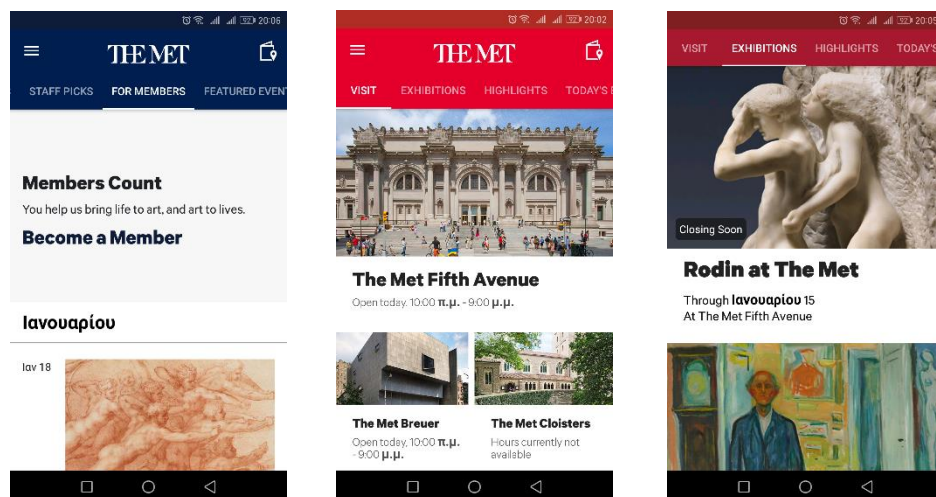 92 20:06
THE MET
STAFF PICKS FOR MEMBERS FEATURED EVEN
Members Count
You help us bring life to art, and art to lives.
Become a Member
Ιανουαρίου
Ιαν 18
92 20:02
THE MET
VISIT EXHIBITIONS HIGHLIGHTS TODAY'S
The Met Fifth Avenue
Open today, 10:00 π.μ. - 9:00 μ.μ.
The Met Breuer
Open today, 10:00 π.μ.
- 9:00 μ.μ.
The Met Cloisters
Hours currently not
available
20:05
VISIT EXHIBITIONS HIGHLIGHTS TODAY'S
Closing Soon
Rodin at The Met
Through Ιανουαρίου 15
At The Met Fifth Avenue